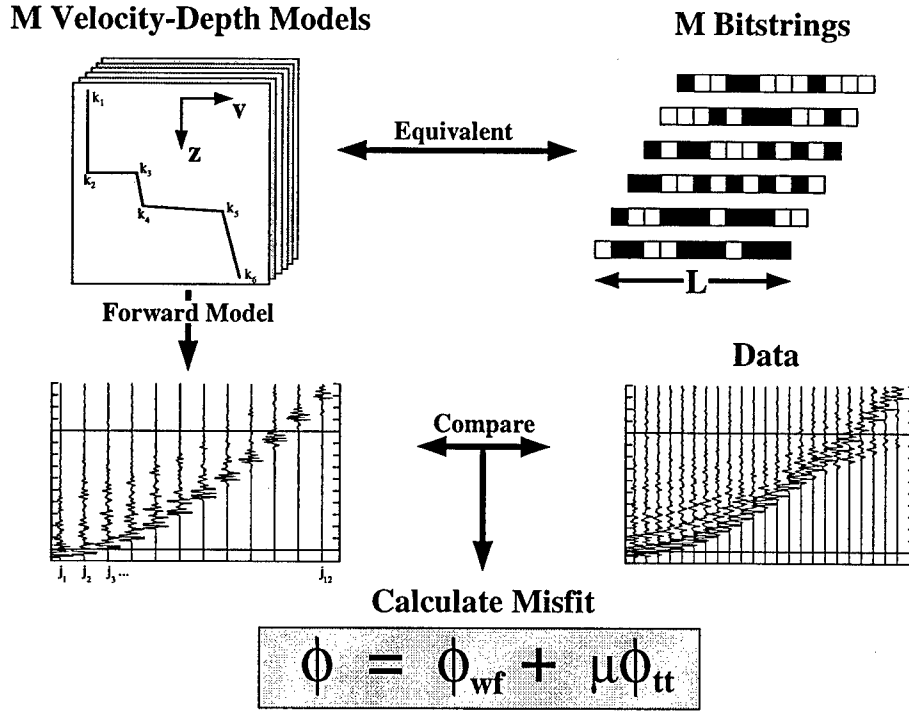 M Velocity-Depth Models
M Bitstrings
k1
v
z
k2
k3
k4
k5
k6
Equivalent
L
Forward Model
Data
Compare
j1 j2 j3 ... j12
Calculate Misfit
ϕ = ϕwf + μϕtt